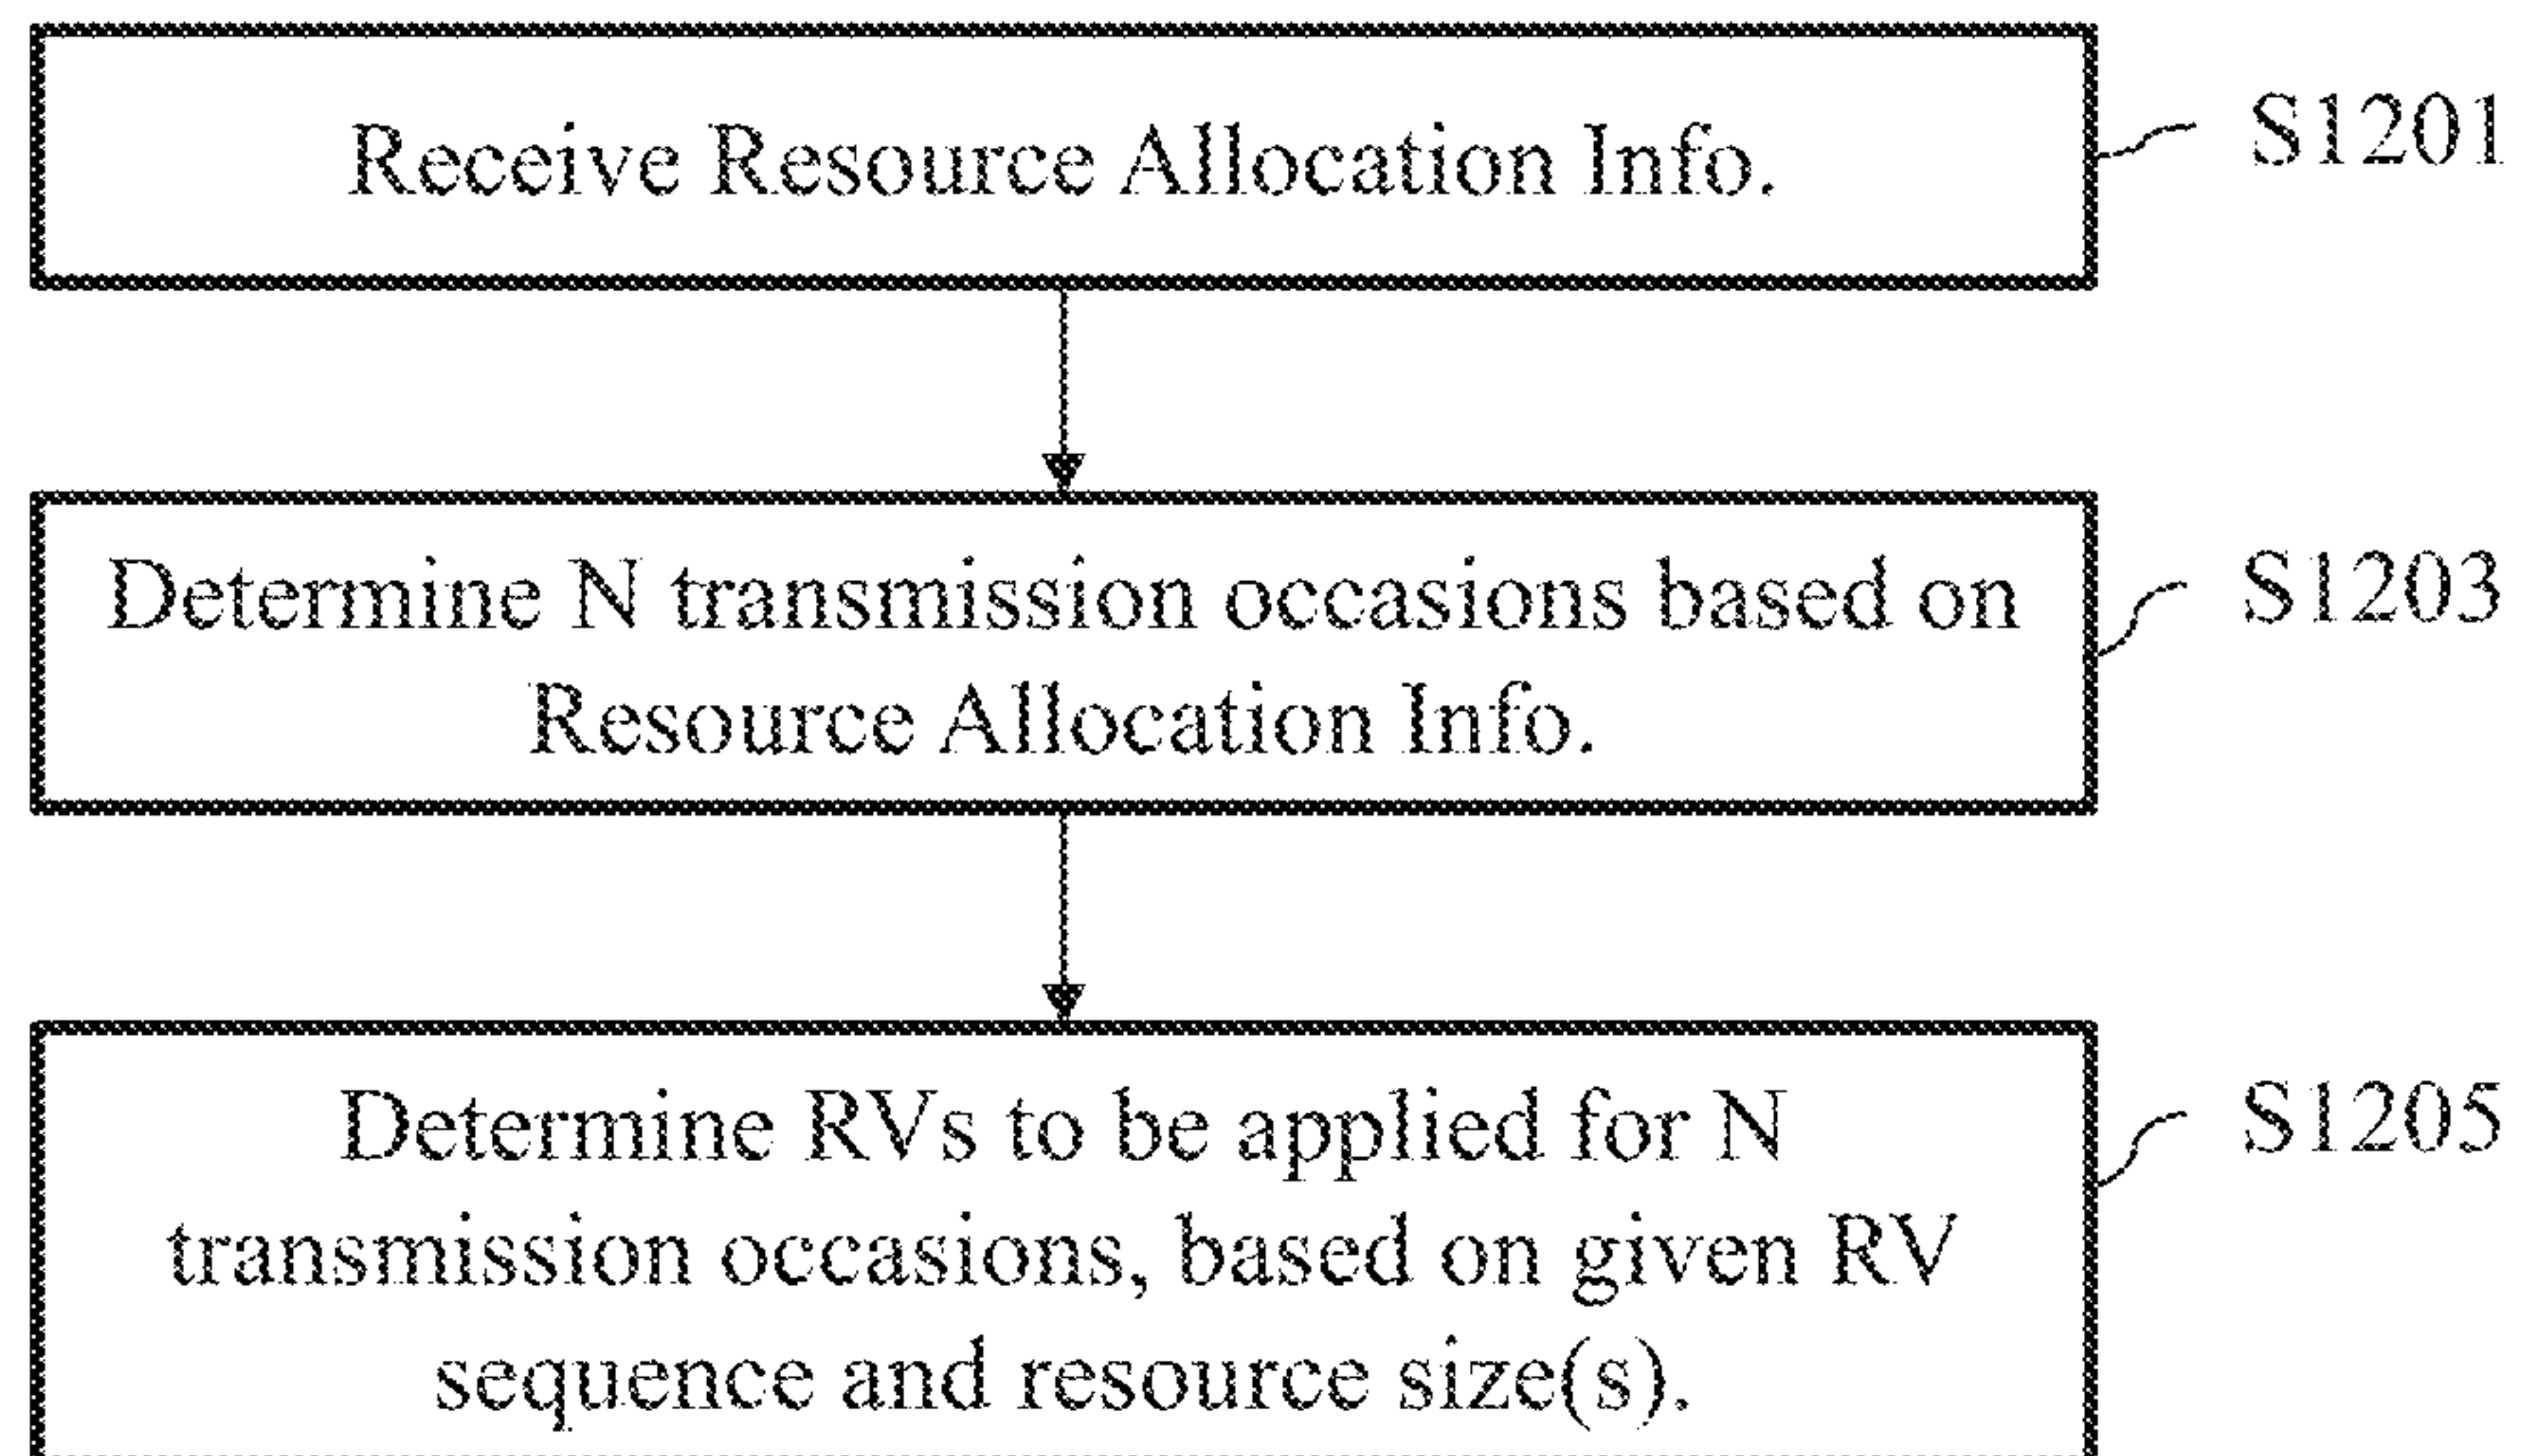 Receive Resource Allocation Info.
S1201
Determine N transmission occasions based on
Resource Allocation Info.
S1203
Determine RVs to be applied for N
transmission occasions, based on given RV
sequence and resource size(s).
S1205